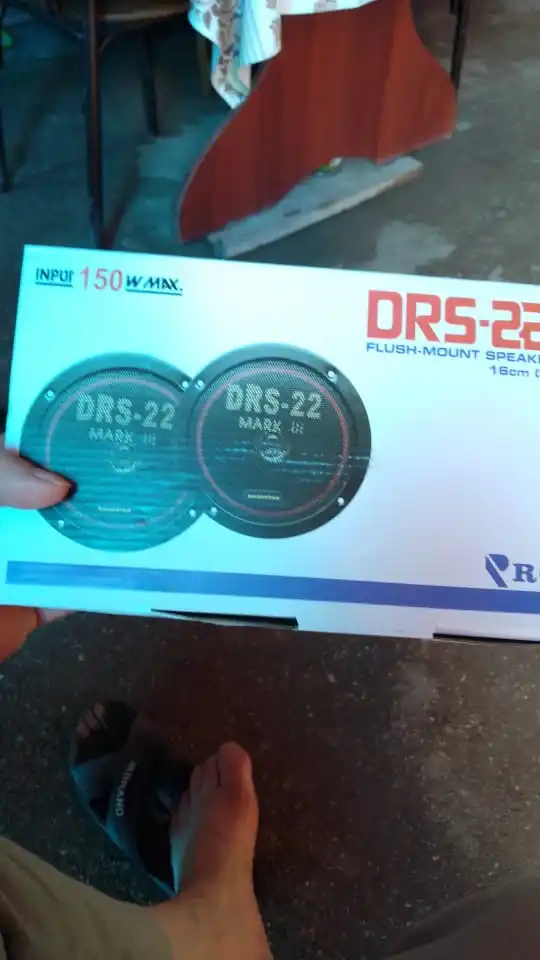 INPUT 150 W MAX.
DRS-22
FLUSH-MOUNT SPEAKE
16cm (
DRS-22
MARK III
DRS-22
MARK III
R